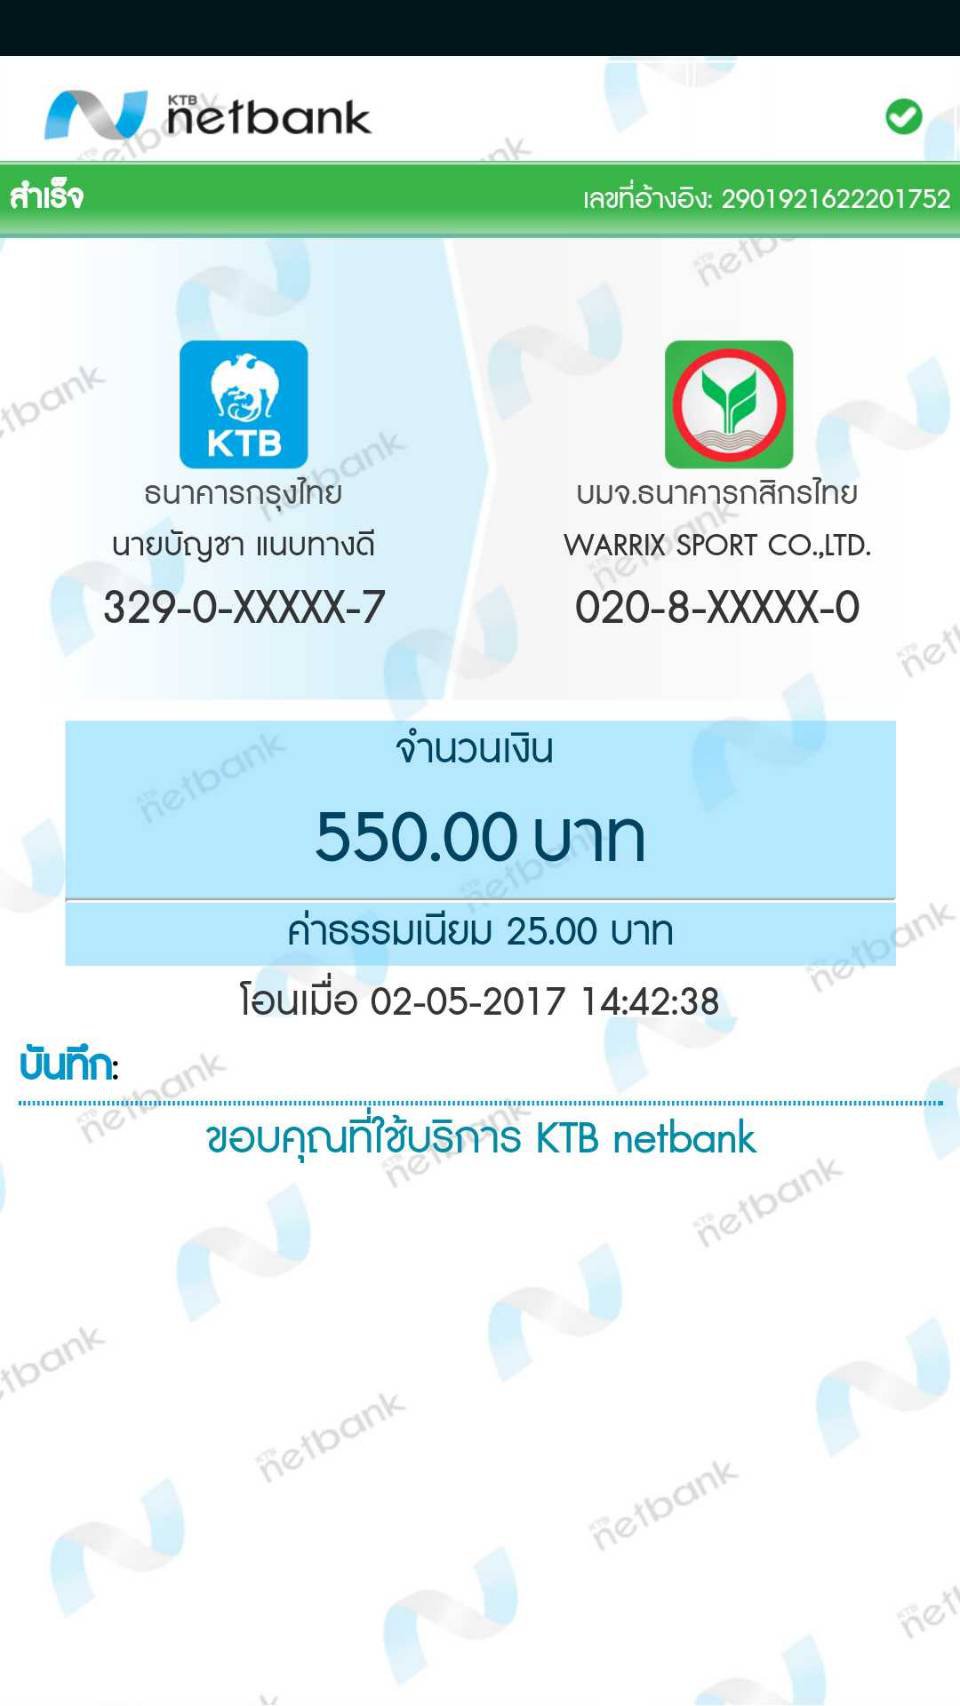 KTB netbank
สำเร็จ
เลขที่อ้างอิง: 2901921622201752
KTB
ธนาคารกรุงไทย
นายบัญชา แนบทางดี
329-0-XXXXX-7
บมจ.ธนาคารกสิกรไทย
WARRIX SPORT CO.,LTD.
020-8-XXXXX-0
จำนวนเงิน
550.00 บาท
ค่าธรรมเนียม 25.00 บาท
โอนเมื่อ 02-05-2017 14:42:38
บันทึก:
ขอบคุณที่ใช้บริการ KTB netbank